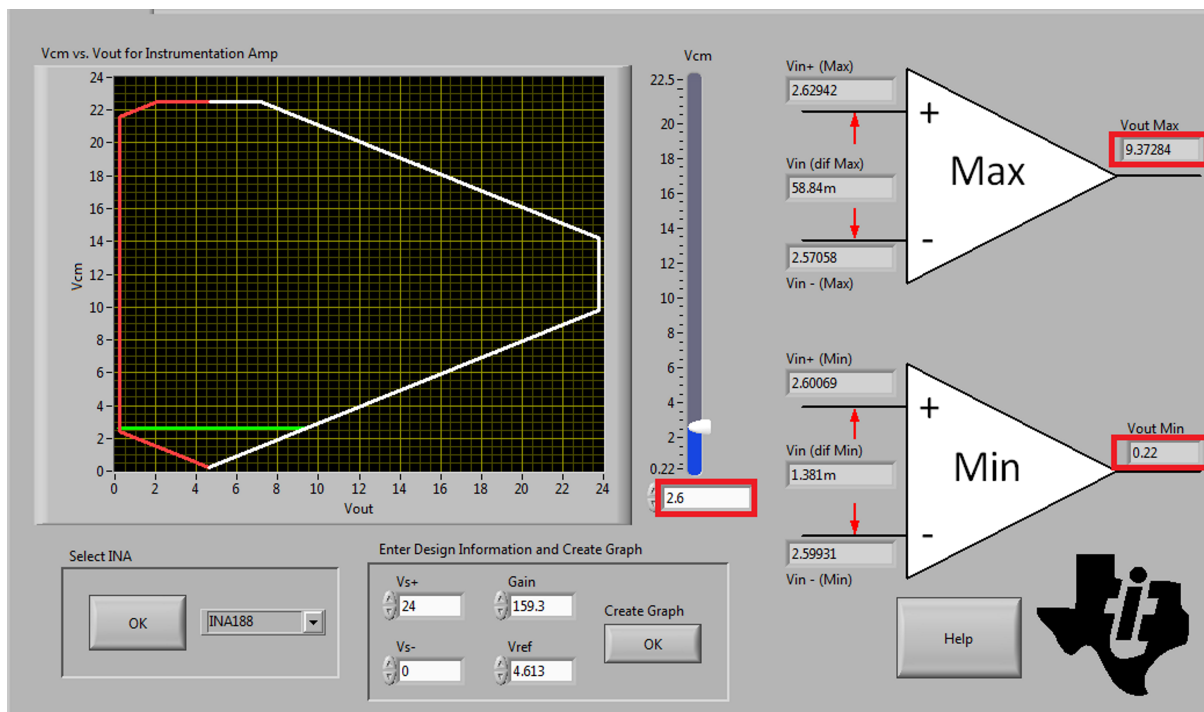 Vcm vs. Vout for Instrumentation Amp
Vcm
24
22
20
18
16
14
12
10
8
6
4
2
0
0 2 4 6 8 10 12 14 16 18 20 22 24
Vout
Vcm
22.5
20
18
16
14
12
10
8
6
4
2
0.22
2.6
Vin+ (Max)
2.62942
Vin (dif Max)
58.84m
2.57058
Vin - (Max)
+
-
Max
Vout Max
9.37284
Vin+ (Min)
2.60069
Vin (dif Min)
1.381m
2.59931
Vin - (Min)
+
-
Min
Vout Min
0.22
Select INA
OK
INA188
Enter Design Information and Create Graph
Vs+
24
Gain
159.3
Vs-
0
Vref
4.613
Create Graph
OK
Help